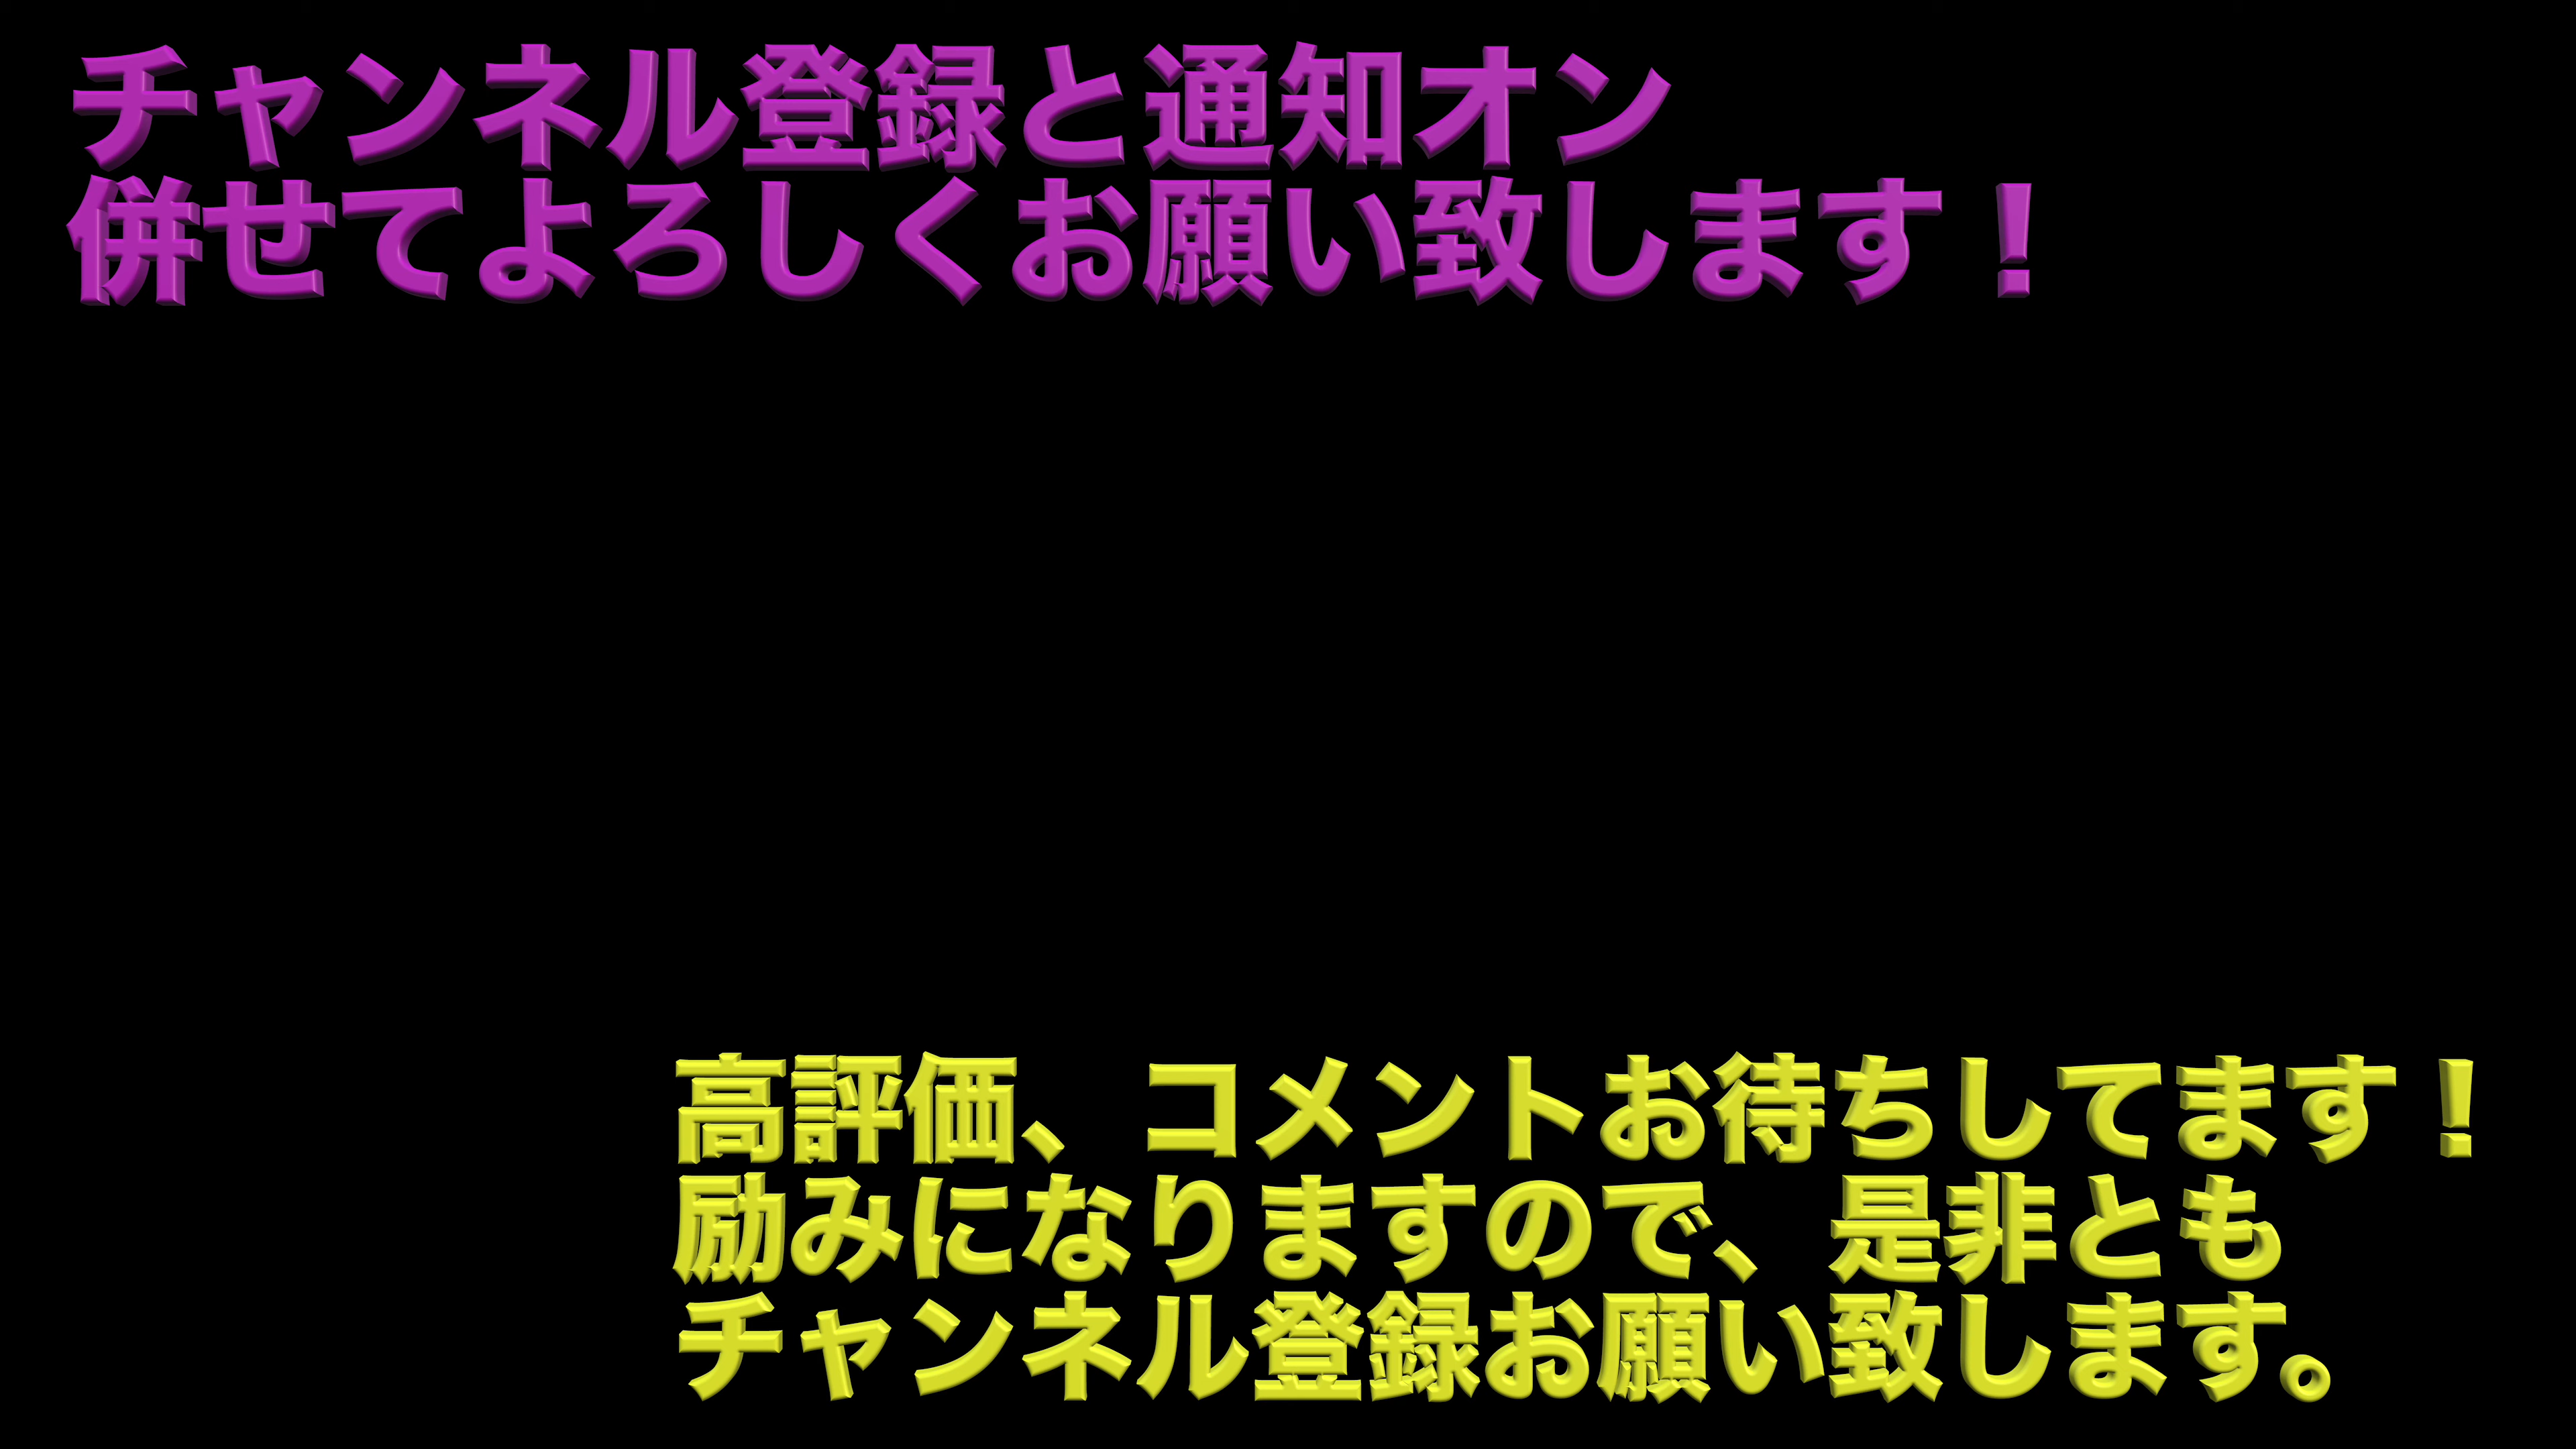 チャンネル登録と通知オン
併せてよろしくお願い致します！
高評価、コメントお待ちしてます！
励みになりますので、是非とも
チャンネル登録お願い致します。